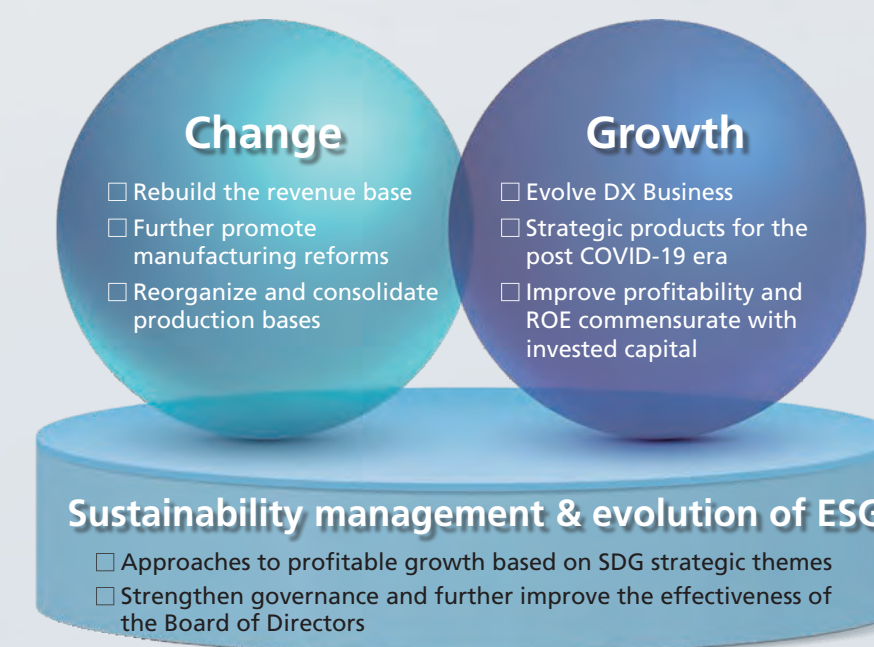 Change
☐ Rebuild the revenue base
☐ Further promote
manufacturing reforms
☐ Reorganize and consolidate
production bases
Growth
☐ Evolve DX Business
☐ Strategic products for the
post COVID-19 era
☐ Improve profitability and
ROE commensurate with
invested capital
Sustainability management & evolution of ESG
☐ Approaches to profitable growth based on SDG strategic themes
☐ Strengthen governance and further improve the effectiveness of
the Board of Directors